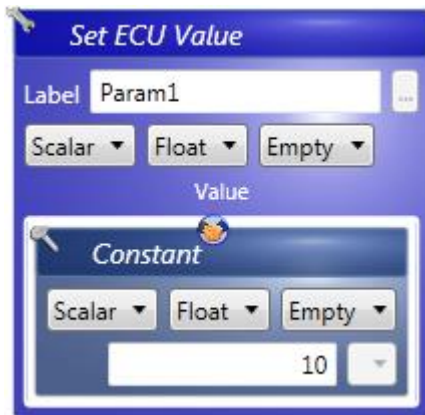 Set ECU Value
Label Param1 ...
Scalar Float Empty
Value
Constant
Scalar Float Empty
10